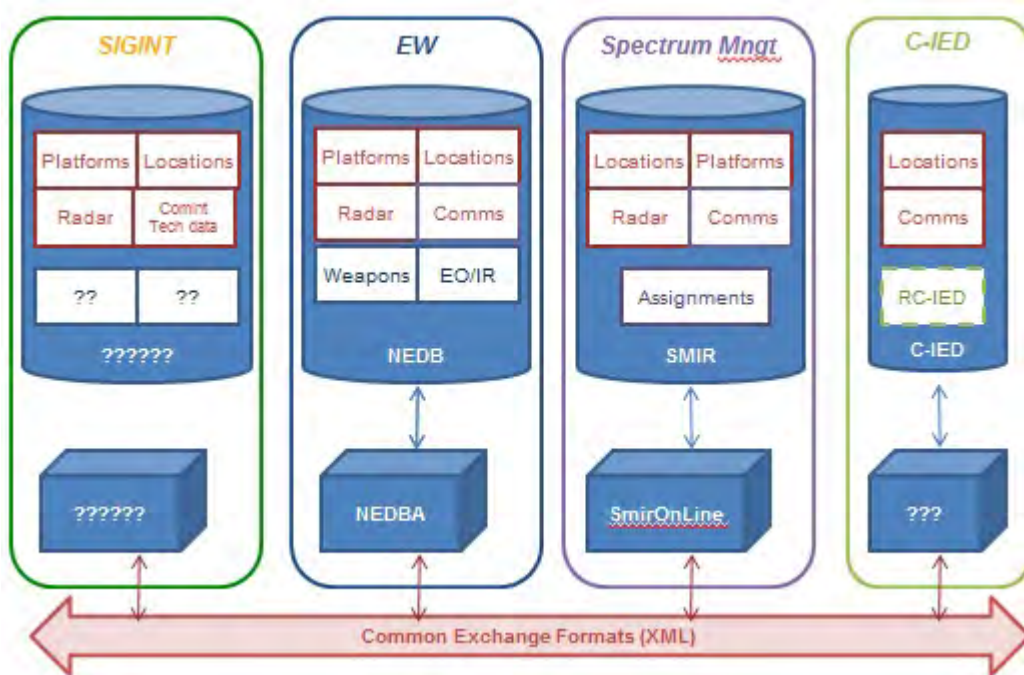 SIGINT
Platforms
Locations
Radar
Comint
Tech data
??
??
??????
??????
EW
Platforms
Locations
Radar
Comms
Weapons
EO/IR
NEDB
NEDBA
Spectrum Mngt
Locations
Platforms
Radar
Comms
Assignments
SMIR
SmirOnLine
C-IED
Locations
Comms
RC-IED
C-IED
???
Common Exchange Formats (XML)